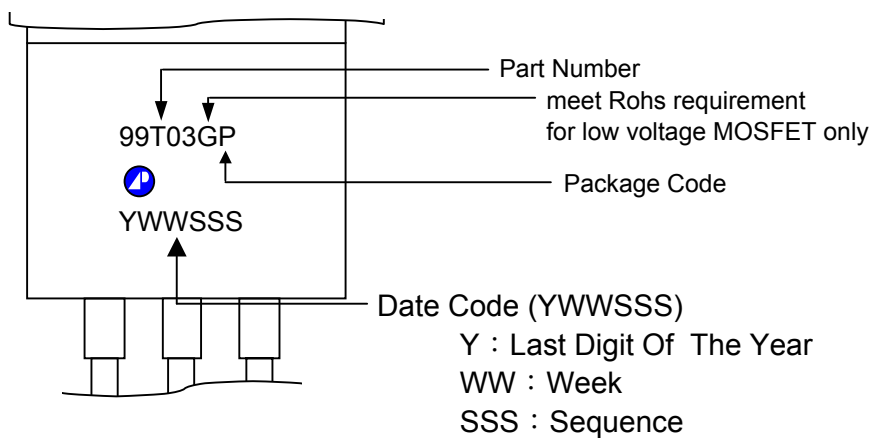 Part Number
meet Rohs requirement
for low voltage MOSFET only
99T03GP
Package Code
YWWSSS
Date Code (YWWSSS)
Y：Last Digit Of The Year
WW：Week
SSS：Sequence